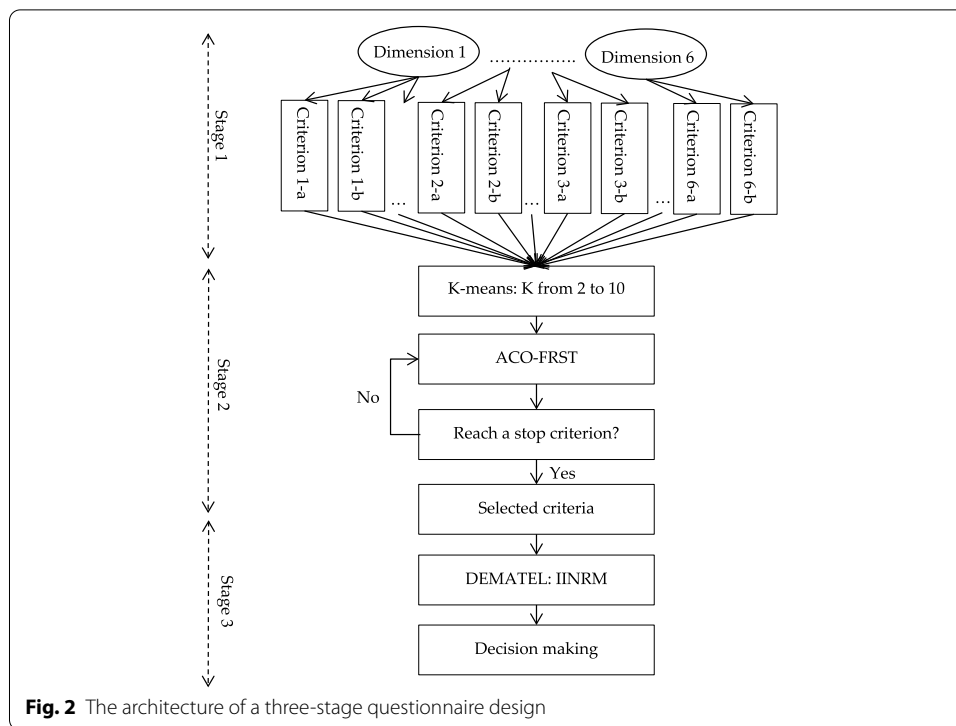 Dimension 1
................
Dimension 6
Stage 1
Criterion 1-a
Criterion 1-b
...
Criterion 2-a
Criterion 2-b
...
Criterion 3-a
Criterion 3-b
...
Criterion 6-a
Criterion 6-b
Stage 2
K-means: K from 2 to 10
ACO-FRST
No
Reach a stop criterion?
Yes
Selected criteria
Stage 3
DEMATEL: IINRM
Decision making
Fig. 2 The architecture of a three-stage questionnaire design